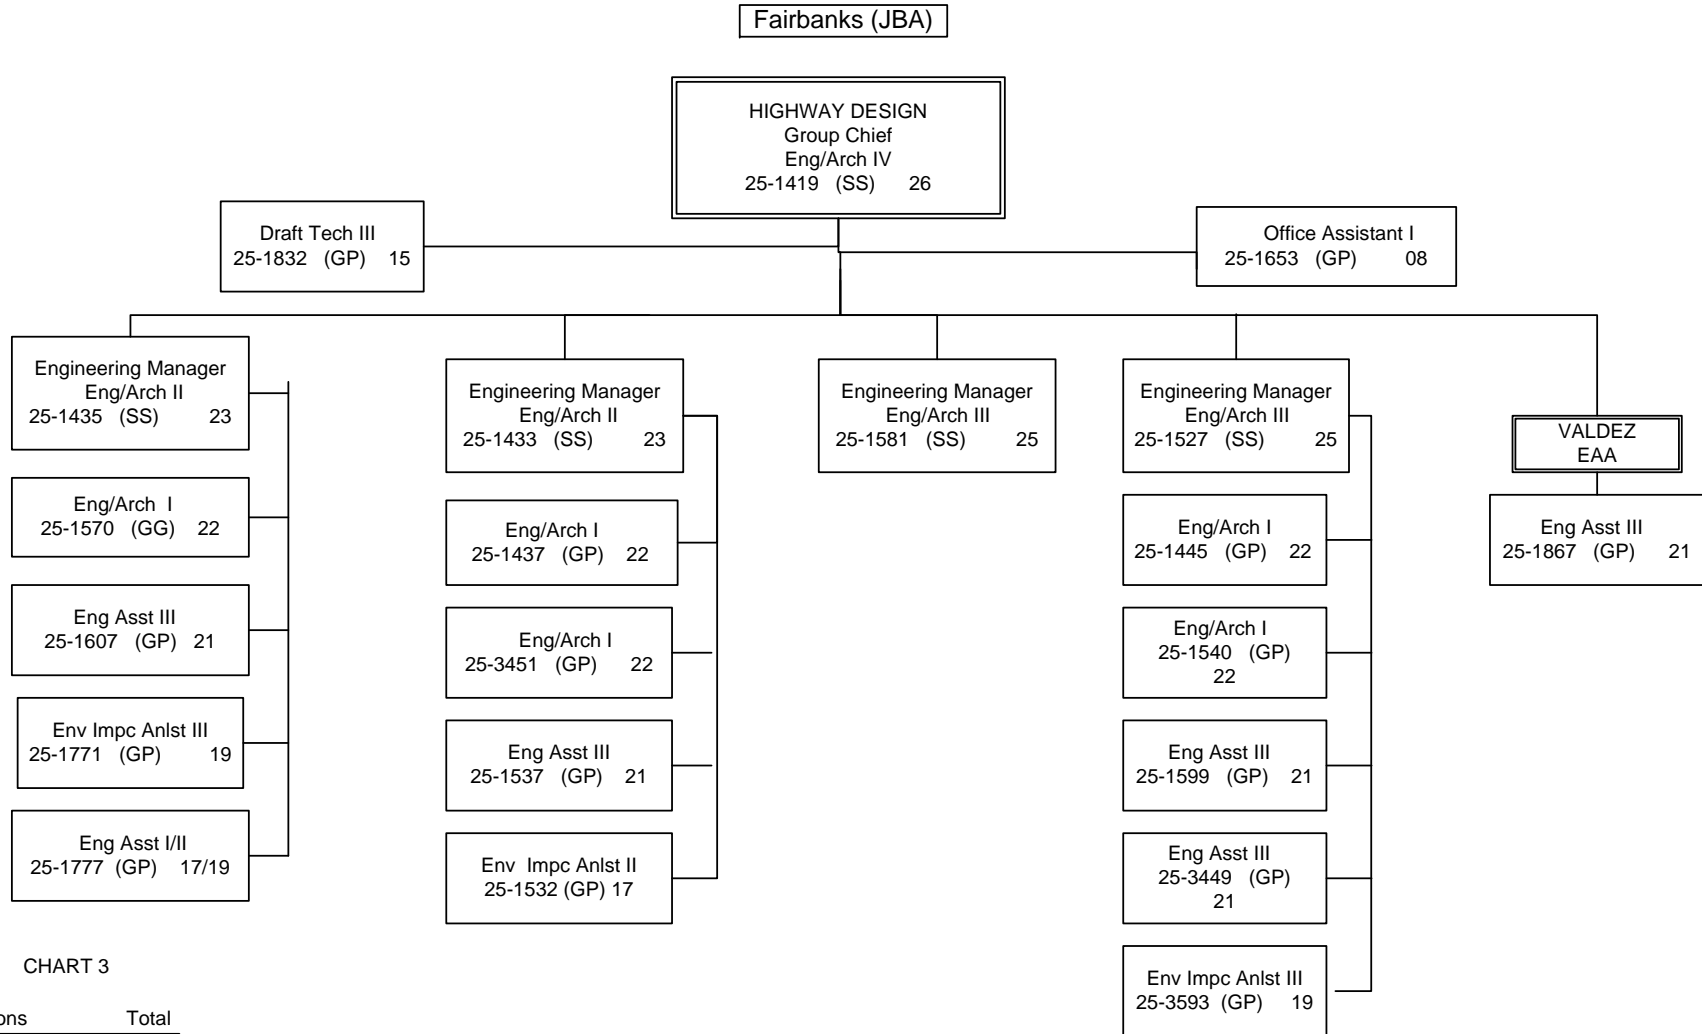 Fairbanks (JBA)
HIGHWAY DESIGN
Group Chief
Eng/Arch IV
25-1419 (SS) 26
Draft Tech III
25-1832 (GP) 15
Office Assistant I
25-1653 (GP) 08
Engineering Manager
Eng/Arch II
25-1435 (SS) 23
Eng/Arch I
25-1570 (GG) 22
Eng Asst III
25-1607 (GP) 21
Env Impc Anlst III
25-1771 (GP) 19
Eng Asst I/II
25-1777 (GP) 17/19
Engineering Manager
Eng/Arch II
25-1433 (SS) 23
Eng/Arch I
25-1437 (GP) 22
Eng/Arch I
25-3451 (GP) 22
Eng Asst III
25-1537 (GP) 21
Env Impc Anlst II
25-1532 (GP) 17
Engineering Manager
Eng/Arch III
25-1581 (SS) 25
Engineering Manager
Eng/Arch III
25-1527 (SS) 25
Eng/Arch I
25-1445 (GP) 22
Eng/Arch I
25-1540 (GP)
22
Eng Asst III
25-1599 (GP) 21
Eng Asst III
25-3449 (GP)
21
Env Impc Anlst III
25-3593 (GP) 19
VALDEZ
EAA
Eng Asst III
25-1867 (GP) 21
CHART 3
ons Total